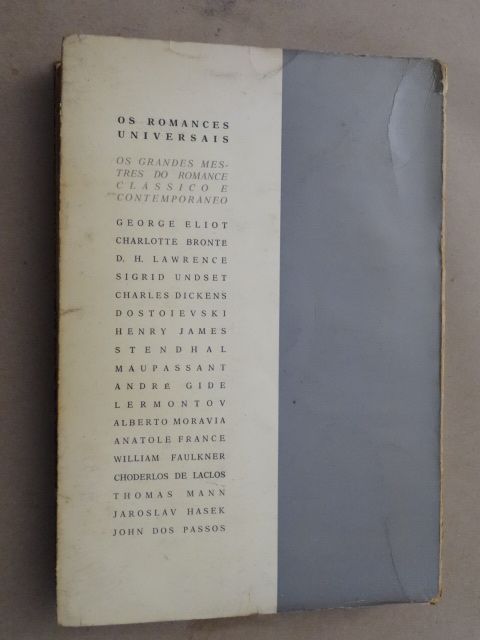 OS ROMANCES
UNIVERSAIS
OS GRANDES MES-
TRES DO ROMANCE
CLÁSSICO E
CONTEMPORÂNEO
GEORGE ELIOT
CHARLOTTE BRONTE
D. H. LAWRENCE
SIGRID UNDSET
CHARLES DICKENS
DOSTOIEVSKI
HENRY JAMES
STENDHAL
MAUPASSANT
ANDRÉ GIDE
LERMONTOV
ALBERTO MORAVIA
ANATOLE FRANCE
WILLIAM FAULKNER
CHODERLOS DE LACLOS
THOMAS MANN
JAROSLAV HASEK
JOHN DOS PASSOS